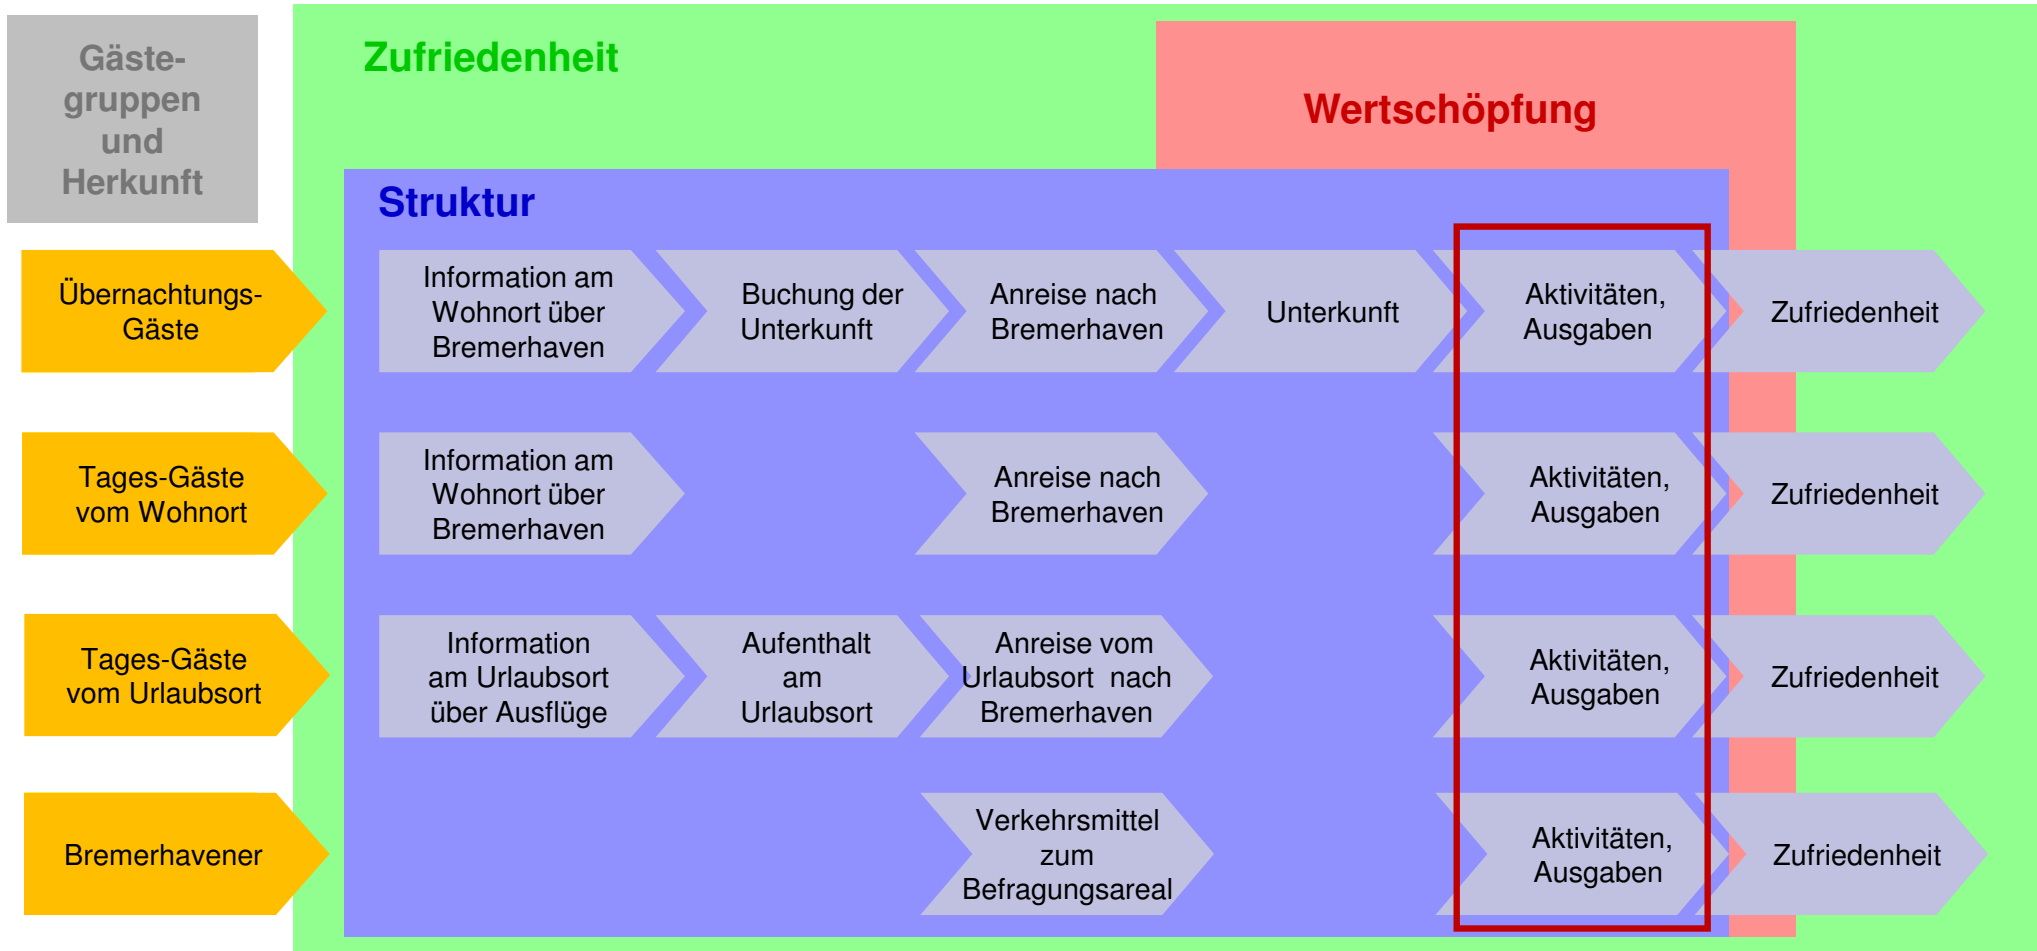 Gäste-
gruppen
und
Herkunft
Zufriedenheit
Wertschöpfung
Struktur
Übernachtungs-
Gäste
Information am
Wohnort über
Bremerhaven
Buchung der
Unterkunft
Anreise nach
Bremerhaven
Unterkunft
Aktivitäten,
Ausgaben
Zufriedenheit
Tages-Gäste
vom Wohnort
Information am
Wohnort über
Bremerhaven
Anreise nach
Bremerhaven
Aktivitäten,
Ausgaben
Zufriedenheit
Tages-Gäste
vom Urlaubsort
Information
am Urlaubsort
über Ausflüge
Aufenthalt
am
Urlaubsort
Anreise vom
Urlaubsort nach
Bremerhaven
Aktivitäten,
Ausgaben
Zufriedenheit
Bremerhavener
Verkehrsmittel
zum
Befragungsareal
Aktivitäten,
Ausgaben
Zufriedenheit